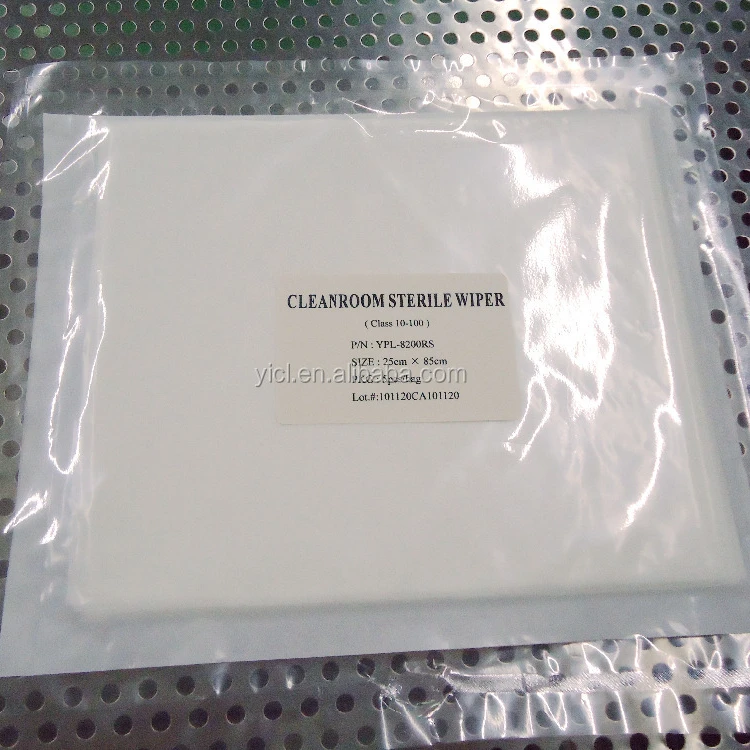 CLEANROOM STERILE WIPER
( Class 10-100 )
P/N : YPL-8200RS
SIZE : 25cm × 85cm
yicl.en.alibaba.com
Lot.#:101120CA101120